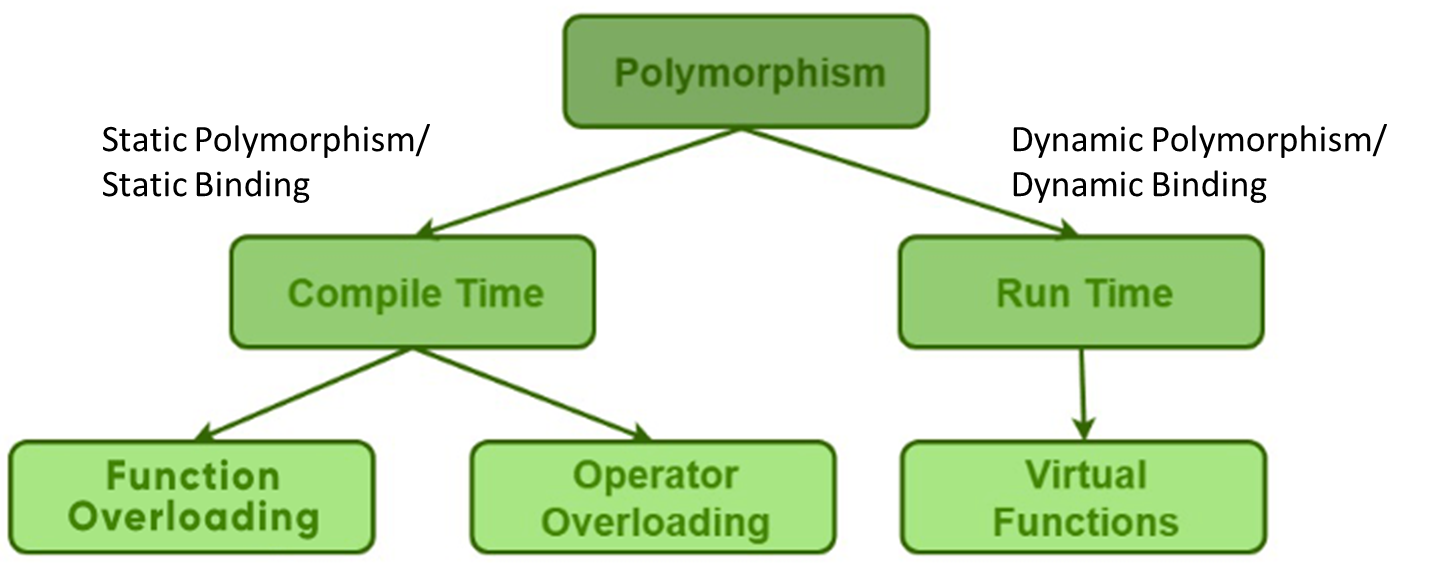 Polymorphism
Static Polymorphism/
Static Binding
Dynamic Polymorphism/
Dynamic Binding
Compile Time
Run Time
Function
Overloading
Operator
Overloading
Virtual
Functions